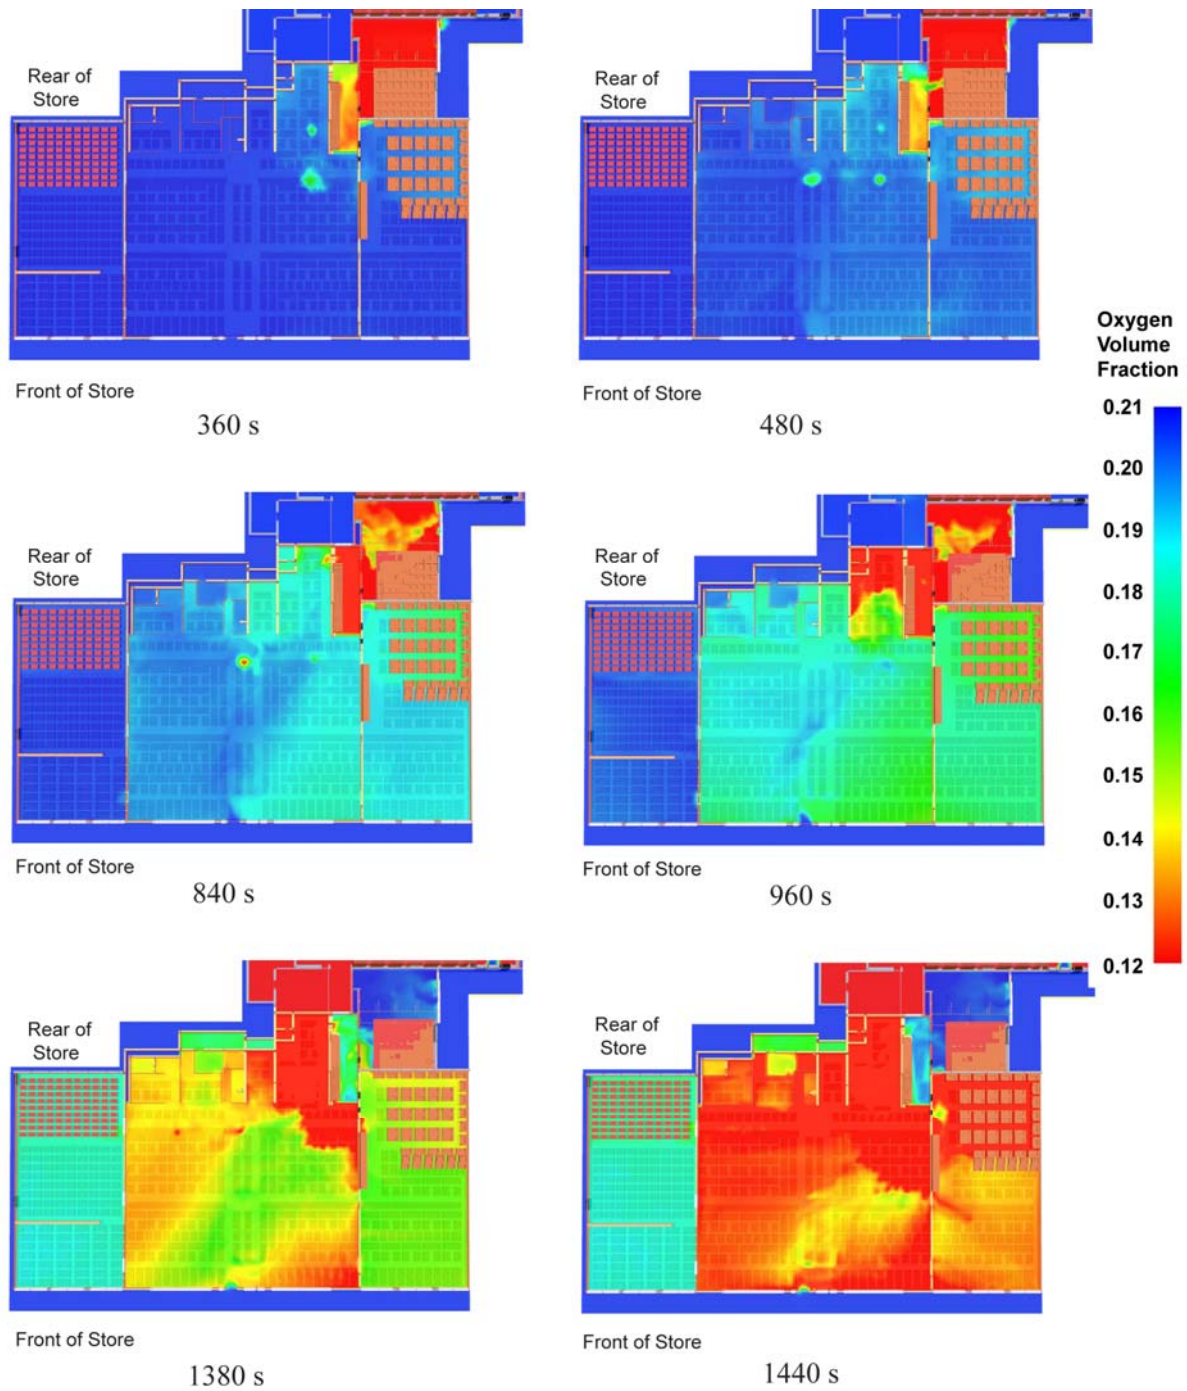 Rear of
Store
Rear of
Store
Front of Store
Front of Store
360 s
480 s
Oxygen
Volume
Fraction
0.21
0.20
0.19
0.18
0.17
0.16
0.15
0.14
0.13
0.12
Rear of
Store
Rear of
Store
Front of Store
Front of Store
840 s
960 s
Rear of
Store
Rear of
Store
Front of Store
Front of Store
1380 s
1440 s